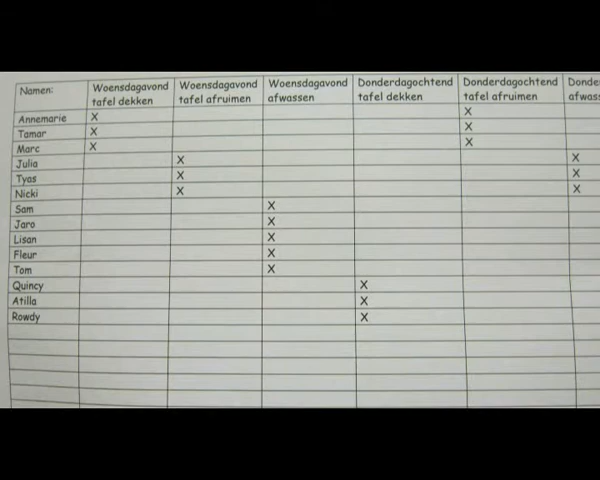 Namen: Woensdagavond Woensdagavond Woensdagavond Donderdagochtend Donderdagochtend
tafel dekken tafel afruimen afwassen tafel dekken tafel afruimen
Annemarie X X
Tamar X X
Marc X X
Julia X X
Tyas X X
Nicki X X
Sam X
Jaro X
Lisan X
Fleur X
Tom X
Quincy X
Atilla X
Rowdy X